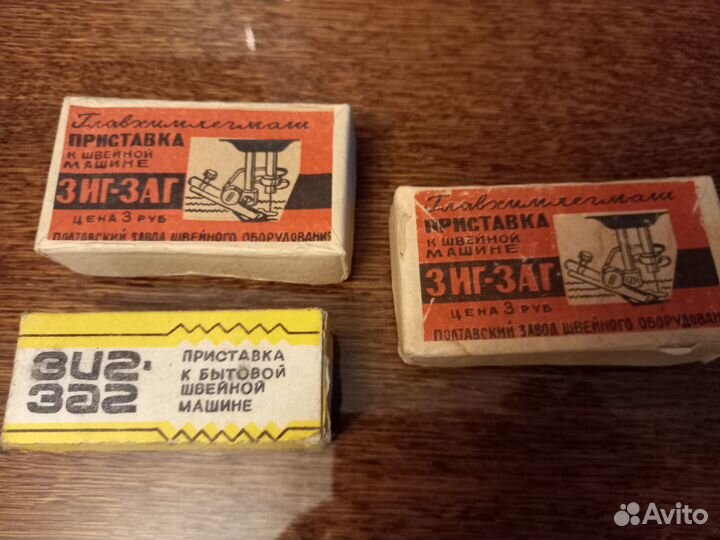 Главхимлегмаш
ПРИСТАВКА
К ШВЕЙНОЙ
МАШИНЕ
ЗИГ-ЗАГ
ЦЕНА 3 РУБ
ПОЛТАВСКИЙ ЗАВОД ШВЕЙНОГО ОБОРУДОВАНИЯ
Главхимлегмаш
ПРИСТАВКА
К ШВЕЙНОЙ
МАШИНЕ
ЗИГ-ЗАГ
ЦЕНА 3 РУБ
ПОЛТАВСКИЙ ЗАВОД ШВЕЙНОГО ОБОРУДОВАНИ
ЗИГ-
ЗАГ
ПРИСТАВКА
К БЫТОВОЙ
ШВЕЙНОЙ
МАШИНЕ
Avito